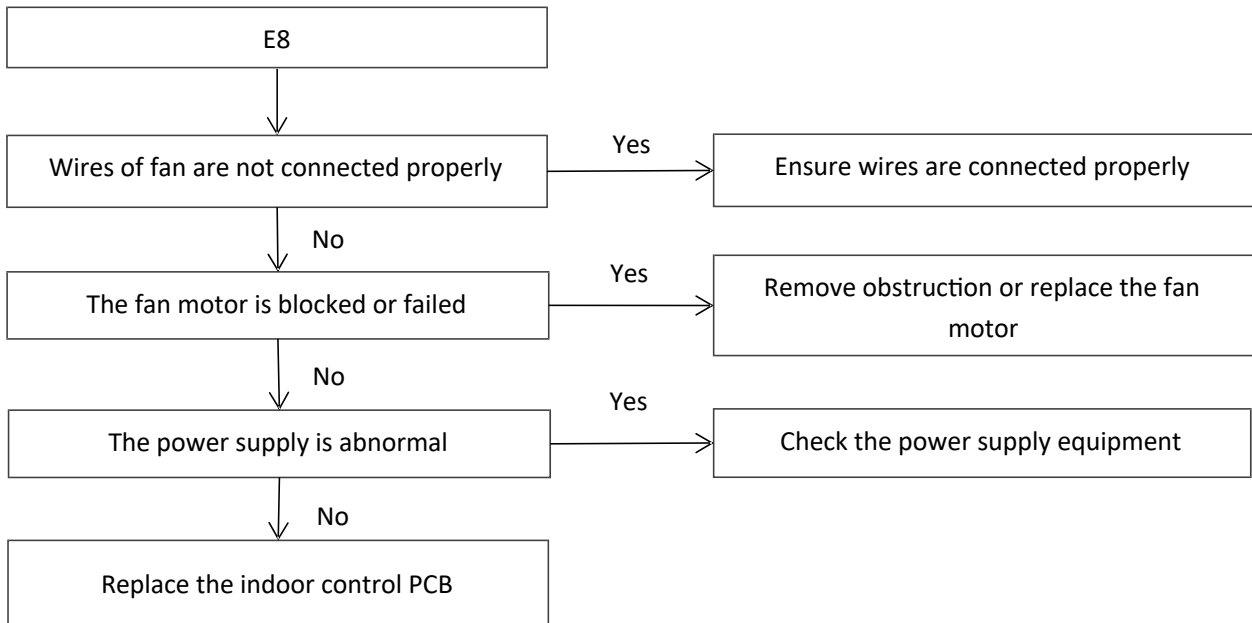 E8
Wires of fan are not connected properly
Yes
Ensure wires are connected properly
No
The fan motor is blocked or failed
Yes
Remove obstruction or replace the fan
motor
No
The power supply is abnormal
Yes
Check the power supply equipment
No
Replace the indoor control PCB